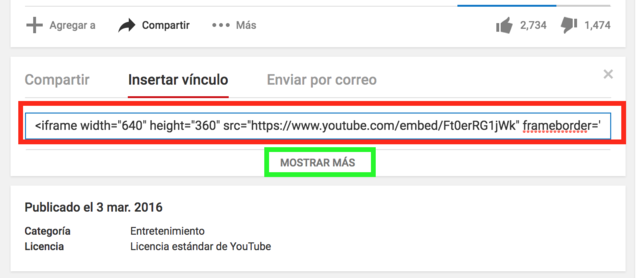 Agregar a Compartir Más 2,734 1,474
Compartir Insertar vínculo Enviar por correo
<iframe width="640" height="360" src="https://www.youtube.com/embed/Ft0erRG1jWk" frameborder='
MOSTRAR MÁS
Publicado el 3 mar. 2016
Categoría Entretenimiento
Licencia Licencia estándar de YouTube